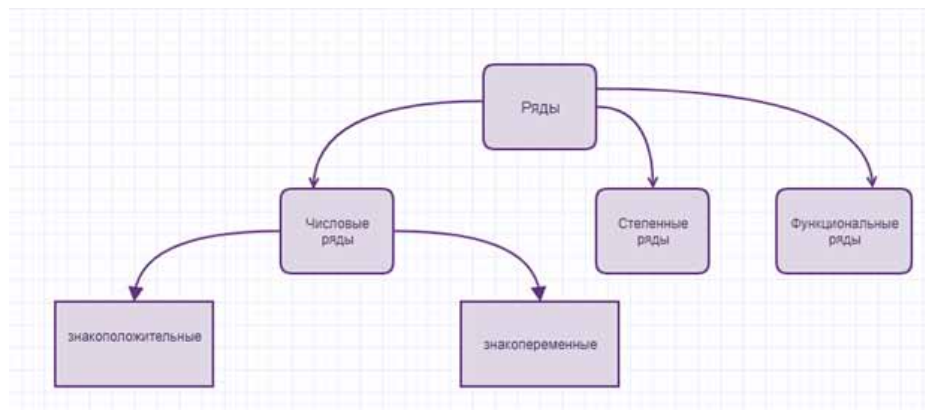 Ряды
Числовые
ряды
Степенные
ряды
Функциональные
ряды
знакоположительные
знакопеременные